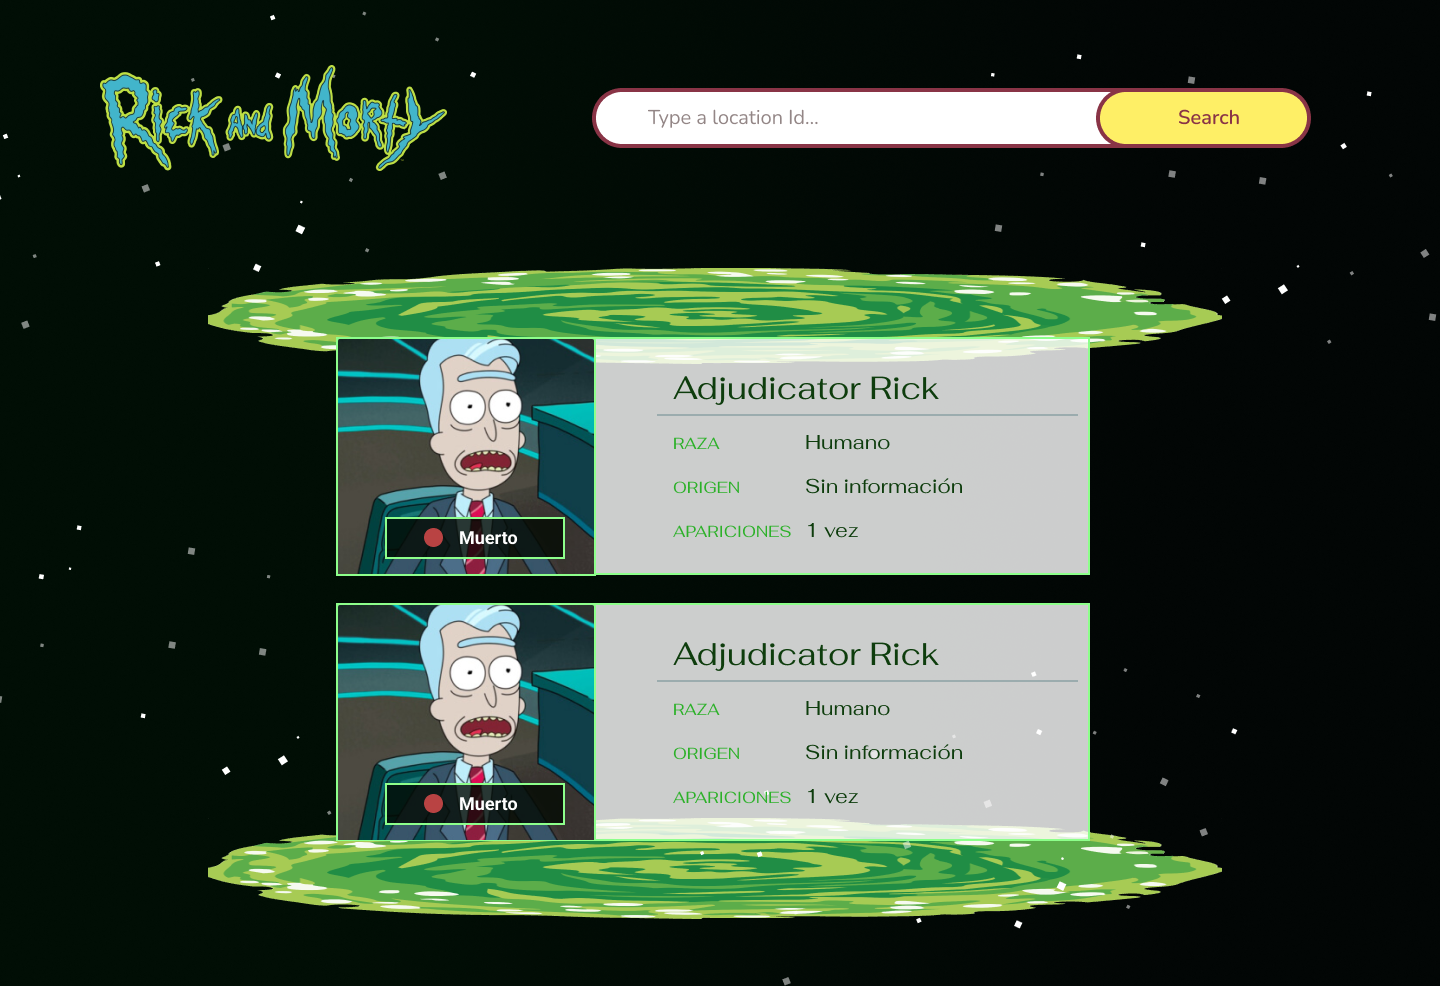 Rick and Morty
Type a location Id...
Search
Adjudicator Rick
RAZA Humano
ORIGEN Sin información
APARICIONES 1 vez
Muerto
Adjudicator Rick
RAZA Humano
ORIGEN Sin información
APARICIONES 1 vez
Muerto